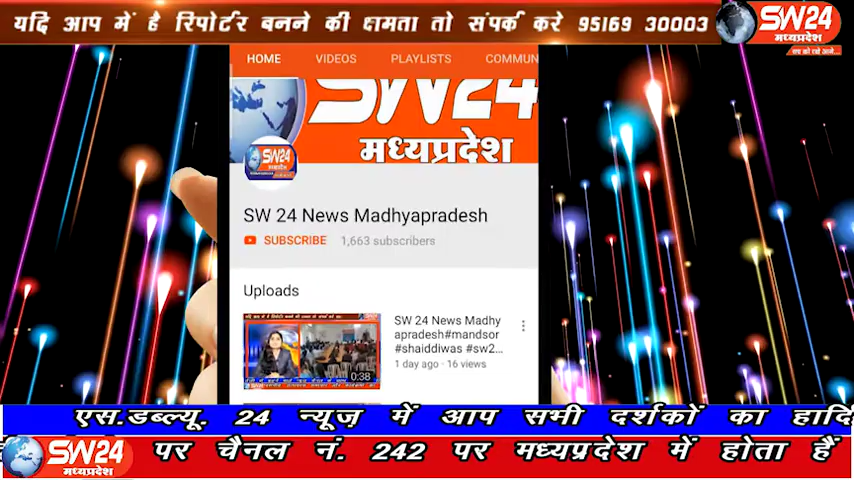 यदि आप में है रिपोर्टर बनने की क्षमता तो संपर्क करे 95169 30003
SW24
मध्यप्रदेश
HOME VIDEOS PLAYLISTS COMMUN
SW24
मध्यप्रदेश
SW24
SW 24 News Madhyapradesh
SUBSCRIBE 1,663 subscribers
Uploads
SW 24 News Madhy
apradesh#mandsor
#shaiddiwas #sw2...
1 day ago · 16 views
0:38
एस.डब्ल्यू. 24 न्यूज़ में आप सभी दर्शकों का हादि
पर चैनल नं. 242 पर मध्यप्रदेश में होता हैं
SW24
मध्यप्रदेश